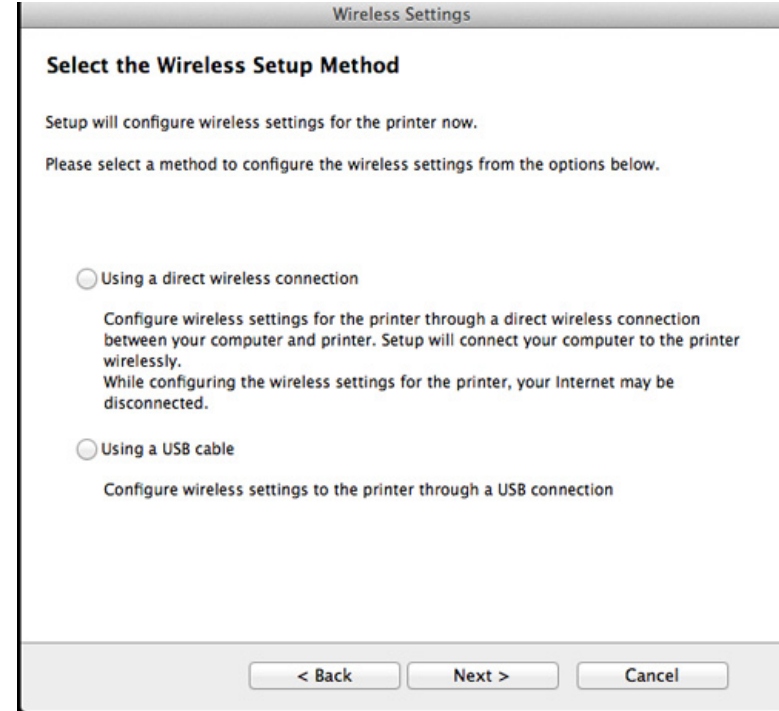 Wireless Settings
Select the Wireless Setup Method
Setup will configure wireless settings for the printer now.
Please select a method to configure the wireless settings from the options below.
Using a direct wireless connection
Configure wireless settings for the printer through a direct wireless connection
between your computer and printer. Setup will connect your computer to the printer
wirelessly.
While configuring the wireless settings for the printer, your Internet may be
disconnected.
Using a USB cable
Configure wireless settings to the printer through a USB connection
< Back
Next >
Cancel